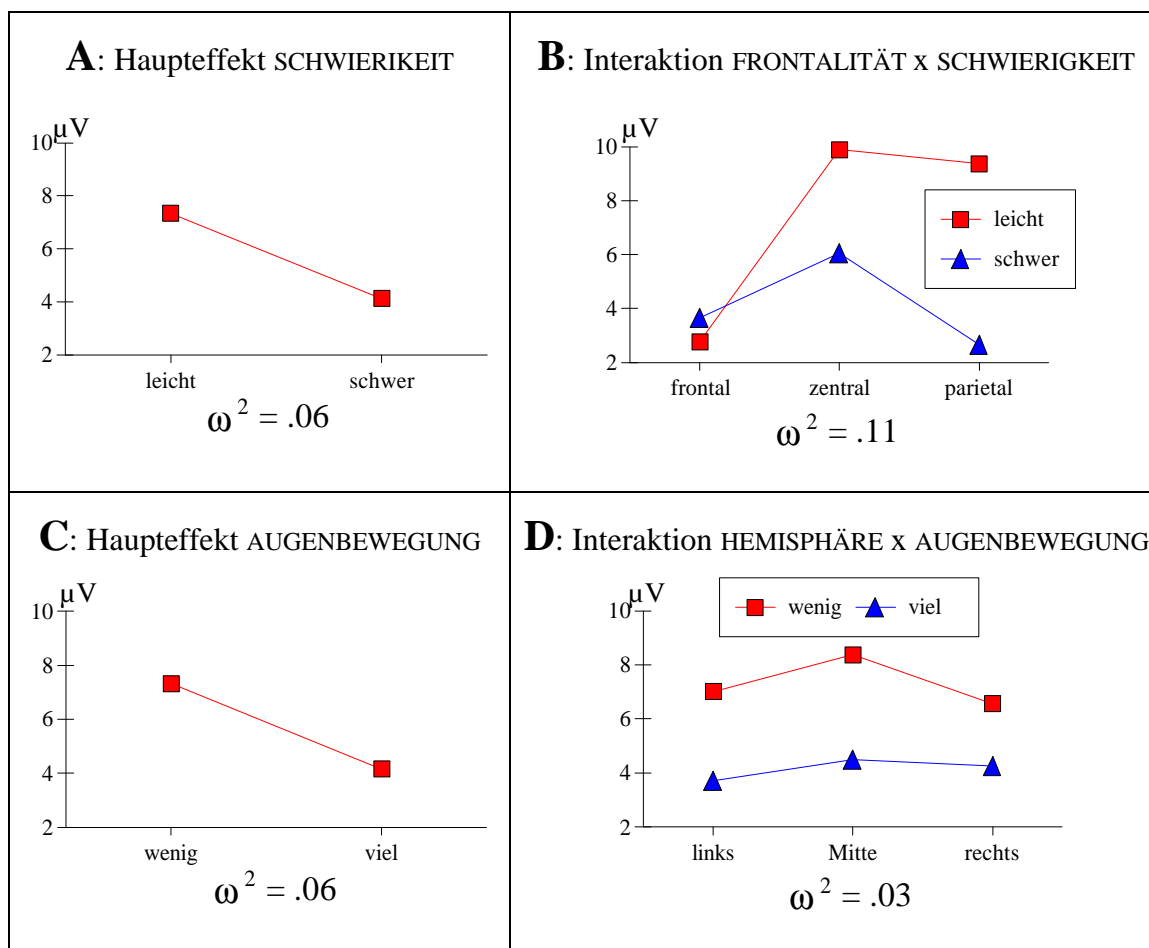 A: Haupteffekt SCHWIERIKEIT
µV
10
8
6
4
2
leicht
schwer
ω² = .06
B: Interaktion FRONTALITÄT x SCHWIERIGKEIT
µV
10
8
6
4
2
leicht
schwer
frontal
zentral
parietal
ω² = .11
C: Haupteffekt AUGENBEWEGUNG
µV
10
8
6
4
2
wenig
viel
ω² = .06
D: Interaktion HEMISPHÄRE x AUGENBEWEGUNG
µV
wenig viel
10
8
6
4
2
links
Mitte
rechts
ω² = .03